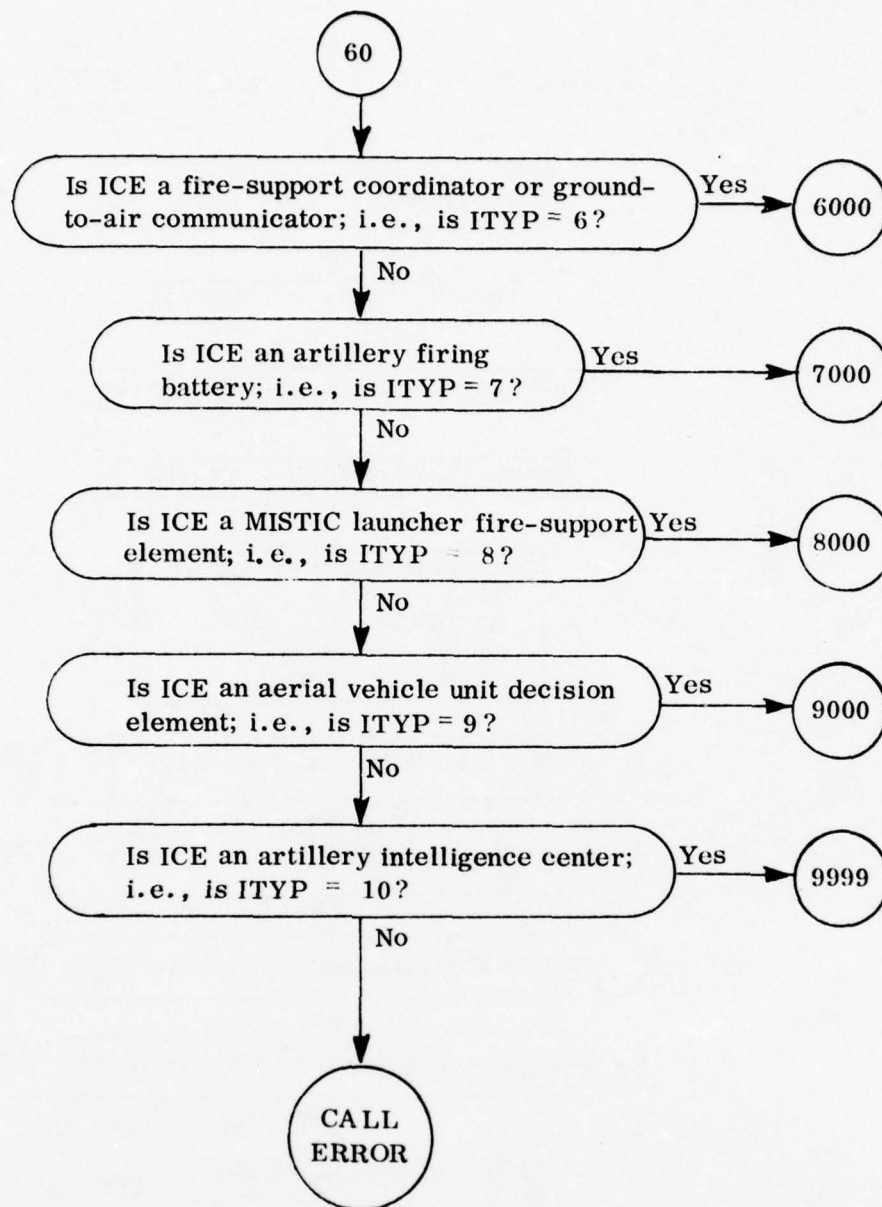 60
Is ICE a fire-support coordinator or ground-
to-air communicator; i.e., is ITYP = 6?
Yes
6000
No
Is ICE an artillery firing
battery; i.e., is ITYP = 7?
Yes
7000
No
Is ICE a MISTIC launcher fire-support
element; i.e., is ITYP = 8?
Yes
8000
No
Is ICE an aerial vehicle unit decision
element; i.e., is ITYP = 9?
Yes
9000
No
Is ICE an artillery intelligence center;
i.e., is ITYP = 10?
Yes
9999
No
CALL
ERROR